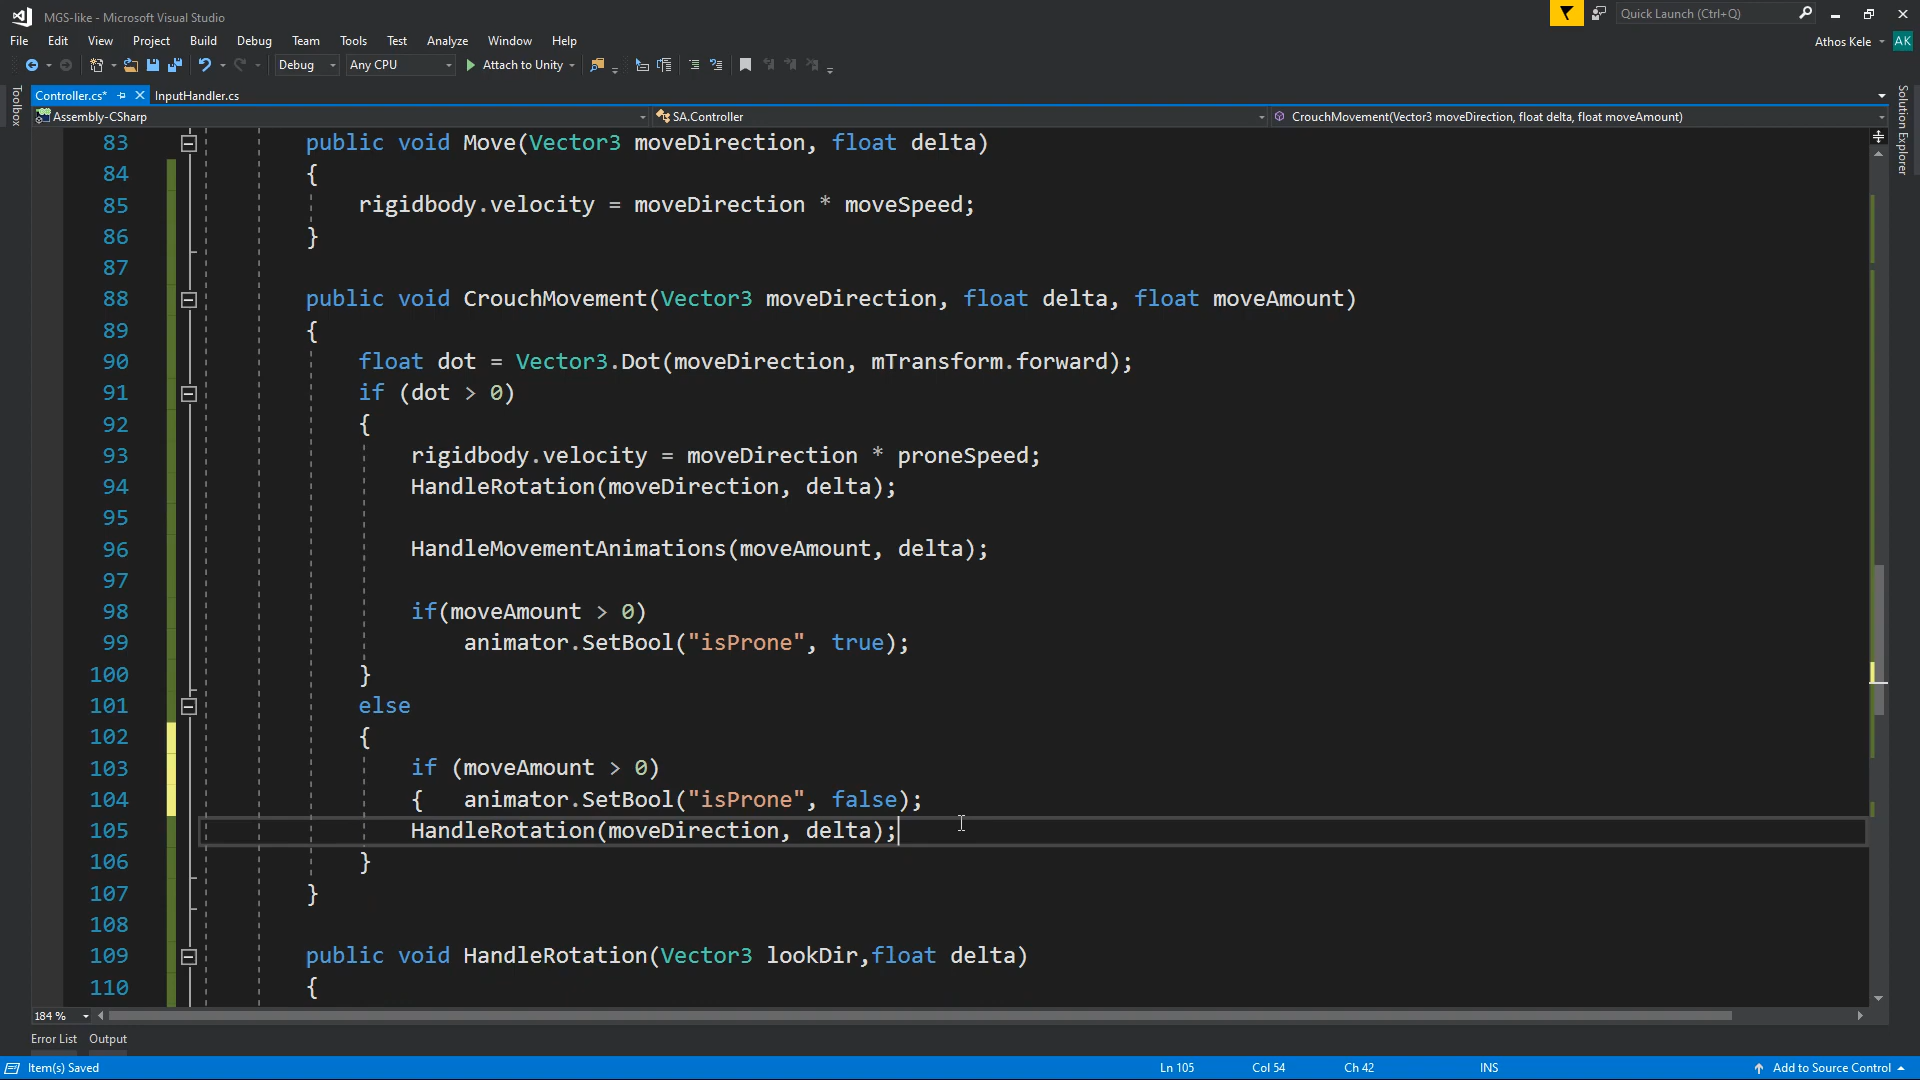 MGS-like - Microsoft Visual Studio
Quick Launch (Ctrl+Q)
File Edit View Project Build Debug Team Tools Test Analyze Window Help
Athos Kele AK
Debug Any CPU Attach to Unity
Toolbox
Controller.cs* InputHandler.cs
Solution Explorer
Assembly-CSharp SA.Controller CrouchMovement(Vector3 moveDirection, float delta, float moveAmount)
83 public void Move(Vector3 moveDirection, float delta)
84 {
85 rigidbody.velocity = moveDirection * moveSpeed;
86 }
87
88 public void CrouchMovement(Vector3 moveDirection, float delta, float moveAmount)
89 {
90 float dot = Vector3.Dot(moveDirection, mTransform.forward);
91 if (dot > 0)
92 {
93 rigidbody.velocity = moveDirection * proneSpeed;
94 HandleRotation(moveDirection, delta);
95
96 HandleMovementAnimations(moveAmount, delta);
97
98 if(moveAmount > 0)
99 animator.SetBool("isProne", true);
100 }
101 else
102 {
103 if (moveAmount > 0)
104 { animator.SetBool("isProne", false);
105 HandleRotation(moveDirection, delta);
106 }
107 }
108
109 public void HandleRotation(Vector3 lookDir,float delta)
110 {
184 %
Error List Output
Item(s) Saved Ln 105 Col 54 Ch 42 INS Add to Source Control